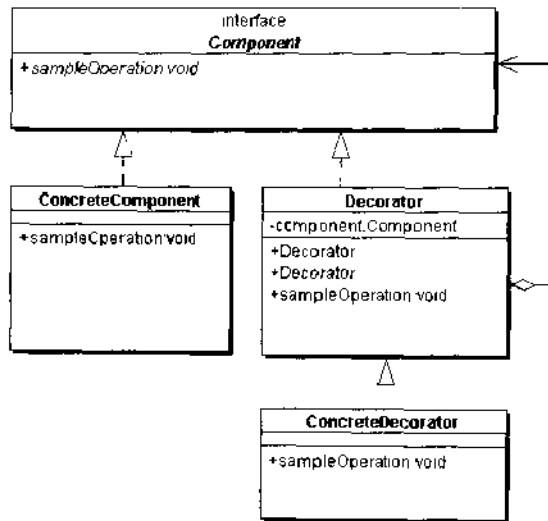 interface
Component
+sampleOperation:void
ConcreteComponent
+sampleOperation:void
Decorator
-component:Component
+Decorator
+Decorator
+sampleOperation:void
ConcreteDecorator
+sampleOperation:void